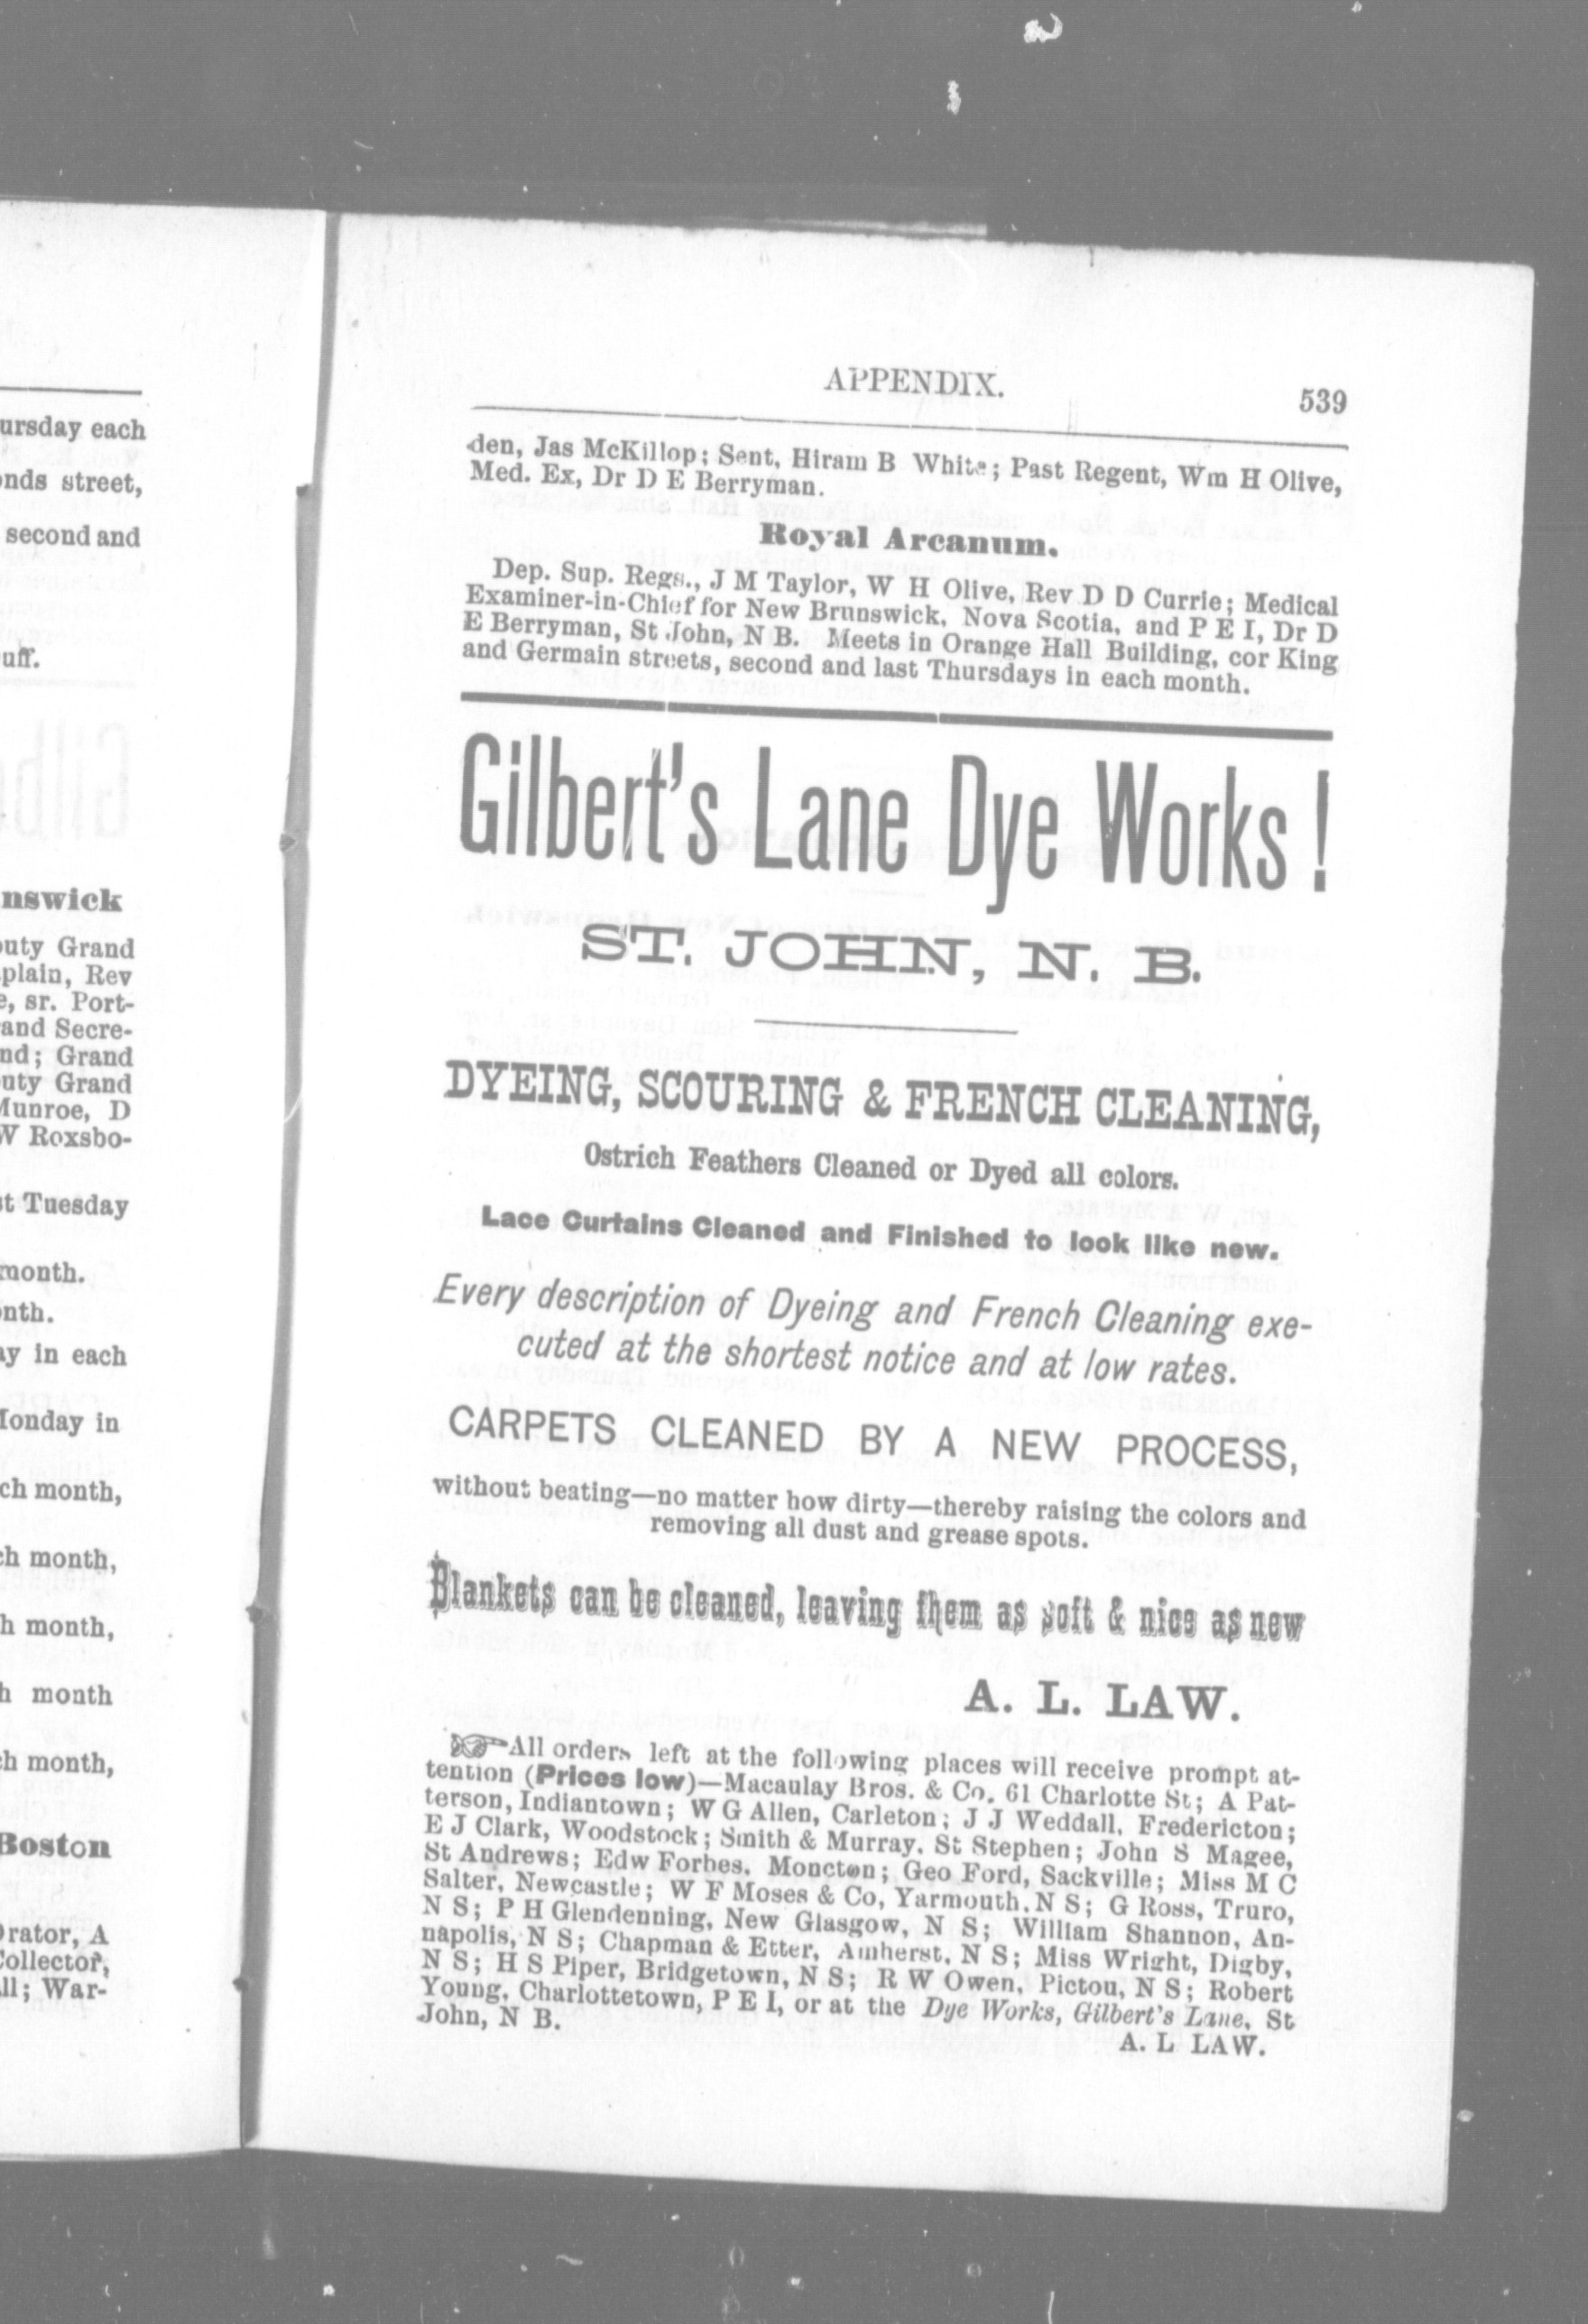 ursday each
onds street,
second and
uff.
nswick
outy Grand
plain, Rev
e, sr. Port-
and Secre-
nd; Grand
outy Grand
Munroe, D
W Roxsbo-
st Tuesday
month.
onth.
ay in each
Monday in
ch month,
ch month,
h month,
h month
ch month,
Boston
Orator, A
Collector,
ll; War-
APPENDIX.
539
den, Jas McKillop; Sent, Hiram B White; Past Regent, Wm H Olive,
Med. Ex, Dr D E Berryman.
Royal Arcanum.
Dep. Sup. Regs., J M Taylor, W H Olive, Rev D D Currie; Medical
Examiner-in-Chief for New Brunswick, Nova Scotia, and P E I, Dr D
E Berryman, St John, N B. Meets in Orange Hall Building, cor King
and Germain streets, second and last Thursdays in each month.
Gilbert's Lane Dye Works!
ST. JOHN, N. B.
DYEING, SCOURING & FRENCH CLEANING,
Ostrich Feathers Cleaned or Dyed all colors.
Lace Curtains Cleaned and Finished to look like new.
Every description of Dyeing and French Cleaning exe-
cuted at the shortest notice and at low rates.
CARPETS CLEANED BY A NEW PROCESS,
without beating—no matter how dirty—thereby raising the colors and
removing all dust and grease spots.
Blankets can be cleaned, leaving them as soft & nice as new
A. L. LAW.
☞All orders left at the following places will receive prompt at-
tention (Prices low)—Macaulay Bros. & Co. 61 Charlotte St; A Pat-
terson, Indiantown; W G Allen, Carleton; J J Weddall, Fredericton;
E J Clark, Woodstock; Smith & Murray, St Stephen; John S Magee,
St Andrews; Edw Forbes, Moncton; Geo Ford, Sackville; Miss M C
Salter, Newcastle; W F Moses & Co, Yarmouth, N S; G Ross, Truro,
N S; P H Glendenning, New Glasgow, N S; William Shannon, An-
napolis, N S; Chapman & Etter, Amherst, N S; Miss Wright, Digby,
N S; H S Piper, Bridgetown, N S; R W Owen, Pictou, N S; Robert
Young, Charlottetown, P E I, or at the Dye Works, Gilbert's Lane, St
John, N B.
A. L LAW.